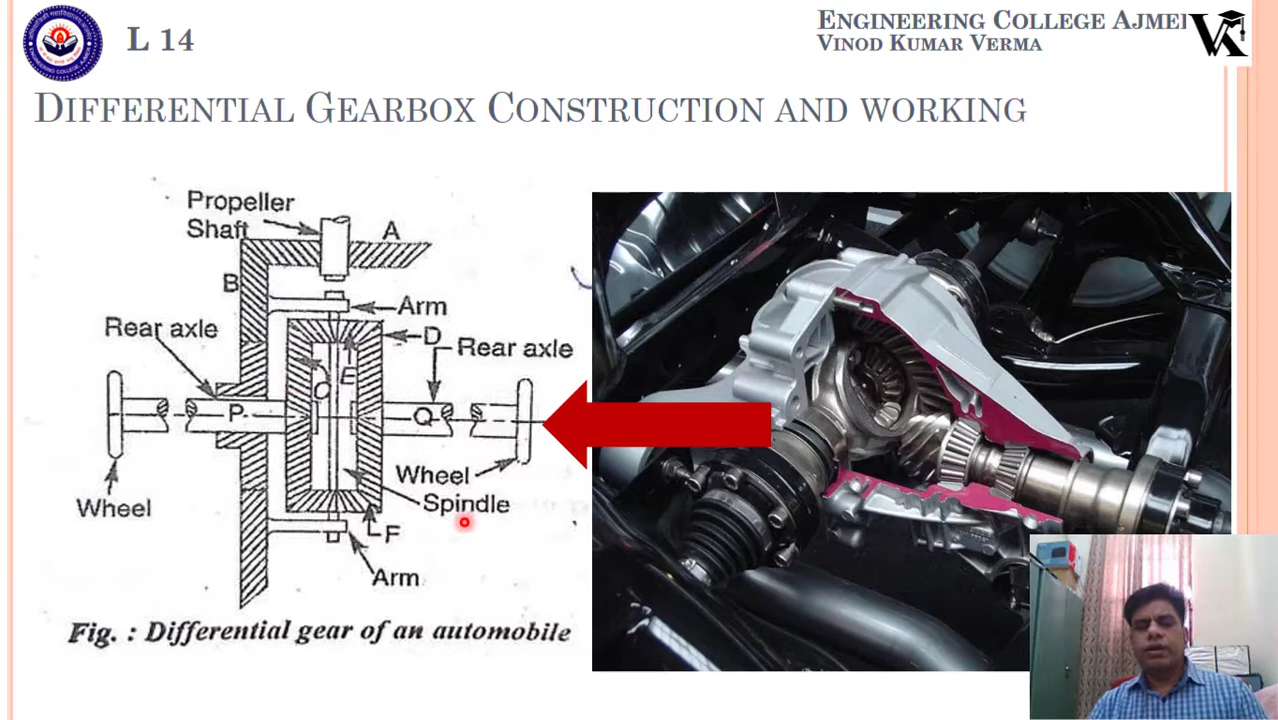 L 14
ENGINEERING COLLEGE AJME
VINOD KUMAR VERMA
DIFFERENTIAL GEARBOX CONSTRUCTION AND WORKING
Propeller
Shaft
A
B
Arm
Rear axle
D
Rear axle
C
E
P
Q
Wheel
Wheel
Spindle
F
Arm
Fig. : Differential gear of an automobile